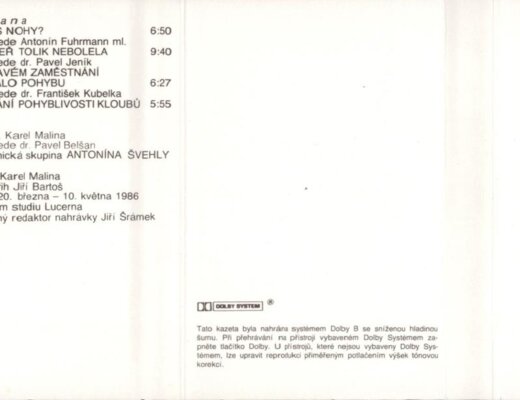 ana
S NOHY? 6:50
ede Antonín Fuhrmann ml.
EŘ TOLIK NEBOLELA 9:40
ede dr. Pavel Jeník
AVÉM ZAMĚSTNÁNÍ
ALO POHYBU 6:27
ede dr. František Kubelka
ÁNÍ POHYBLIVOSTI KLOUBŮ 5:55
Karel Malina
ede dr. Pavel Belšan
nická skupina ANTONÍNA ŠVEHLY
Karel Malina
ih Jiří Bartoš
20. března – 10. května 1986
m studiu Lucerna
ný redaktor nahrávky Jiří Šrámek
DOLBY SYSTEM ®
Tato kazeta byla nahrána systémem Dolby B se sníženou hladinou
šumu. Při přehrávání na přístroji vybaveném Dolby Systémem za-
pněte tlačítko Dolby. U přístrojů, které nejsou vybaveny Dolby Sys-
témem, lze upravit reprodukci přiměřeným potlačením výšek tónovou
korekcí.